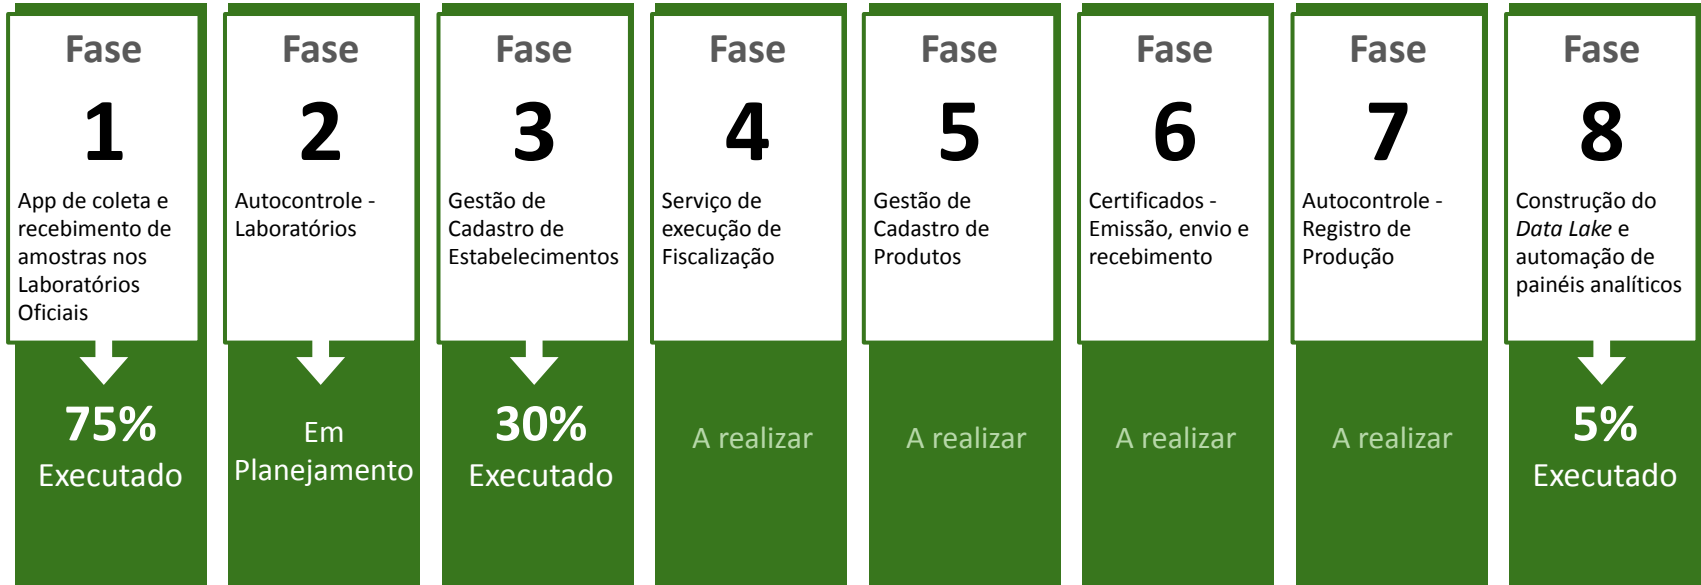 Fase
1
App de coleta e
recebimento de
amostras nos
Laboratórios
Oficiais
75%
Executado
Fase
2
Autocontrole -
Laboratórios
Em
Planejamento
Fase
3
Gestão de
Cadastro de
Estabelecimentos
30%
Executado
Fase
4
Serviço de
execução de
Fiscalização
A realizar
Fase
5
Gestão de
Cadastro de
Produtos
A realizar
Fase
6
Certificados -
Emissão, envio e
recebimento
A realizar
Fase
7
Autocontrole -
Registro de
Produção
A realizar
Fase
8
Construção do
Data Lake e
automação de
painéis analíticos
5%
Executado